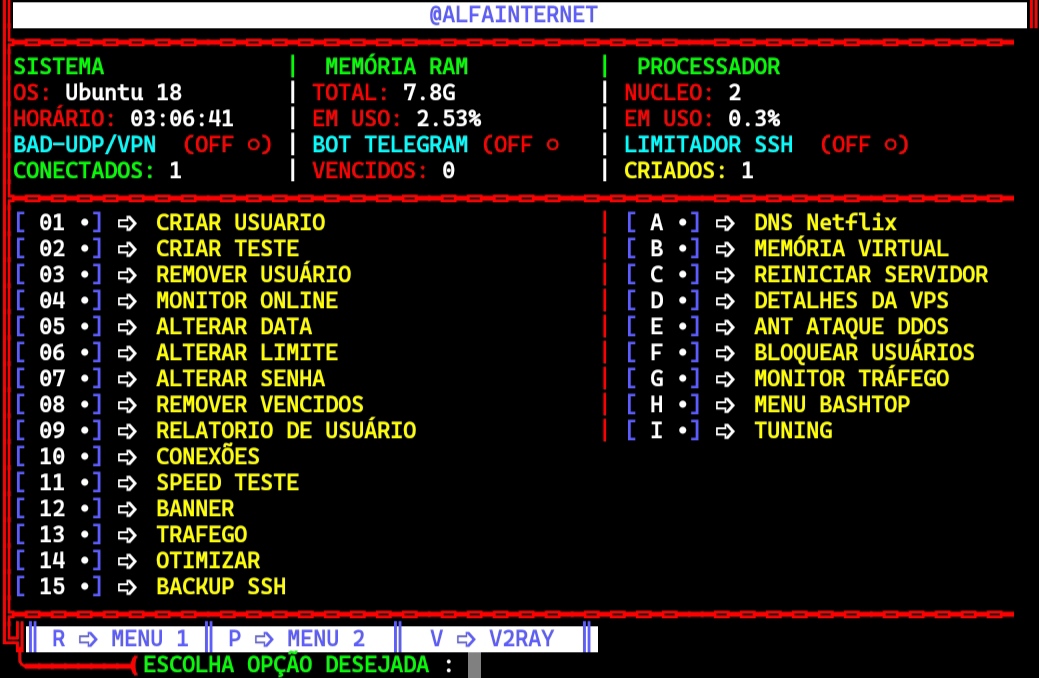 @ALFAINTERNET
SISTEMA | MEMÓRIA RAM | PROCESSADOR
OS: Ubuntu 18 | TOTAL: 7.8G | NUCLEO: 2
HORÁRIO: 03:06:41 | EM USO: 2.53% | EM USO: 0.3%
BAD-UDP/VPN (OFF ○) | BOT TELEGRAM (OFF ○ | LIMITADOR SSH (OFF ○)
CONECTADOS: 1 | VENCIDOS: 0 | CRIADOS: 1
[ 01 •] ➩ CRIAR USUARIO | [ A •] ➩ DNS Netflix
[ 02 •] ➩ CRIAR TESTE | [ B •] ➩ MEMÓRIA VIRTUAL
[ 03 •] ➩ REMOVER USUÁRIO | [ C •] ➩ REINICIAR SERVIDOR
[ 04 •] ➩ MONITOR ONLINE | [ D •] ➩ DETALHES DA VPS
[ 05 •] ➩ ALTERAR DATA | [ E •] ➩ ANT ATAQUE DDOS
[ 06 •] ➩ ALTERAR LIMITE | [ F •] ➩ BLOQUEAR USUÁRIOS
[ 07 •] ➩ ALTERAR SENHA | [ G •] ➩ MONITOR TRÁFEGO
[ 08 •] ➩ REMOVER VENCIDOS | [ H •] ➩ MENU BASHTOP
[ 09 •] ➩ RELATORIO DE USUÁRIO | [ I •] ➩ TUNING
[ 10 •] ➩ CONEXÕES
[ 11 •] ➩ SPEED TESTE
[ 12 •] ➩ BANNER
[ 13 •] ➩ TRAFEGO
[ 14 •] ➩ OTIMIZAR
[ 15 •] ➩ BACKUP SSH
║ R ➩ MENU 1 ║ P ➩ MENU 2 ║ V ➩ V2RAY ║
(ESCOLHA OPÇÃO DESEJADA :